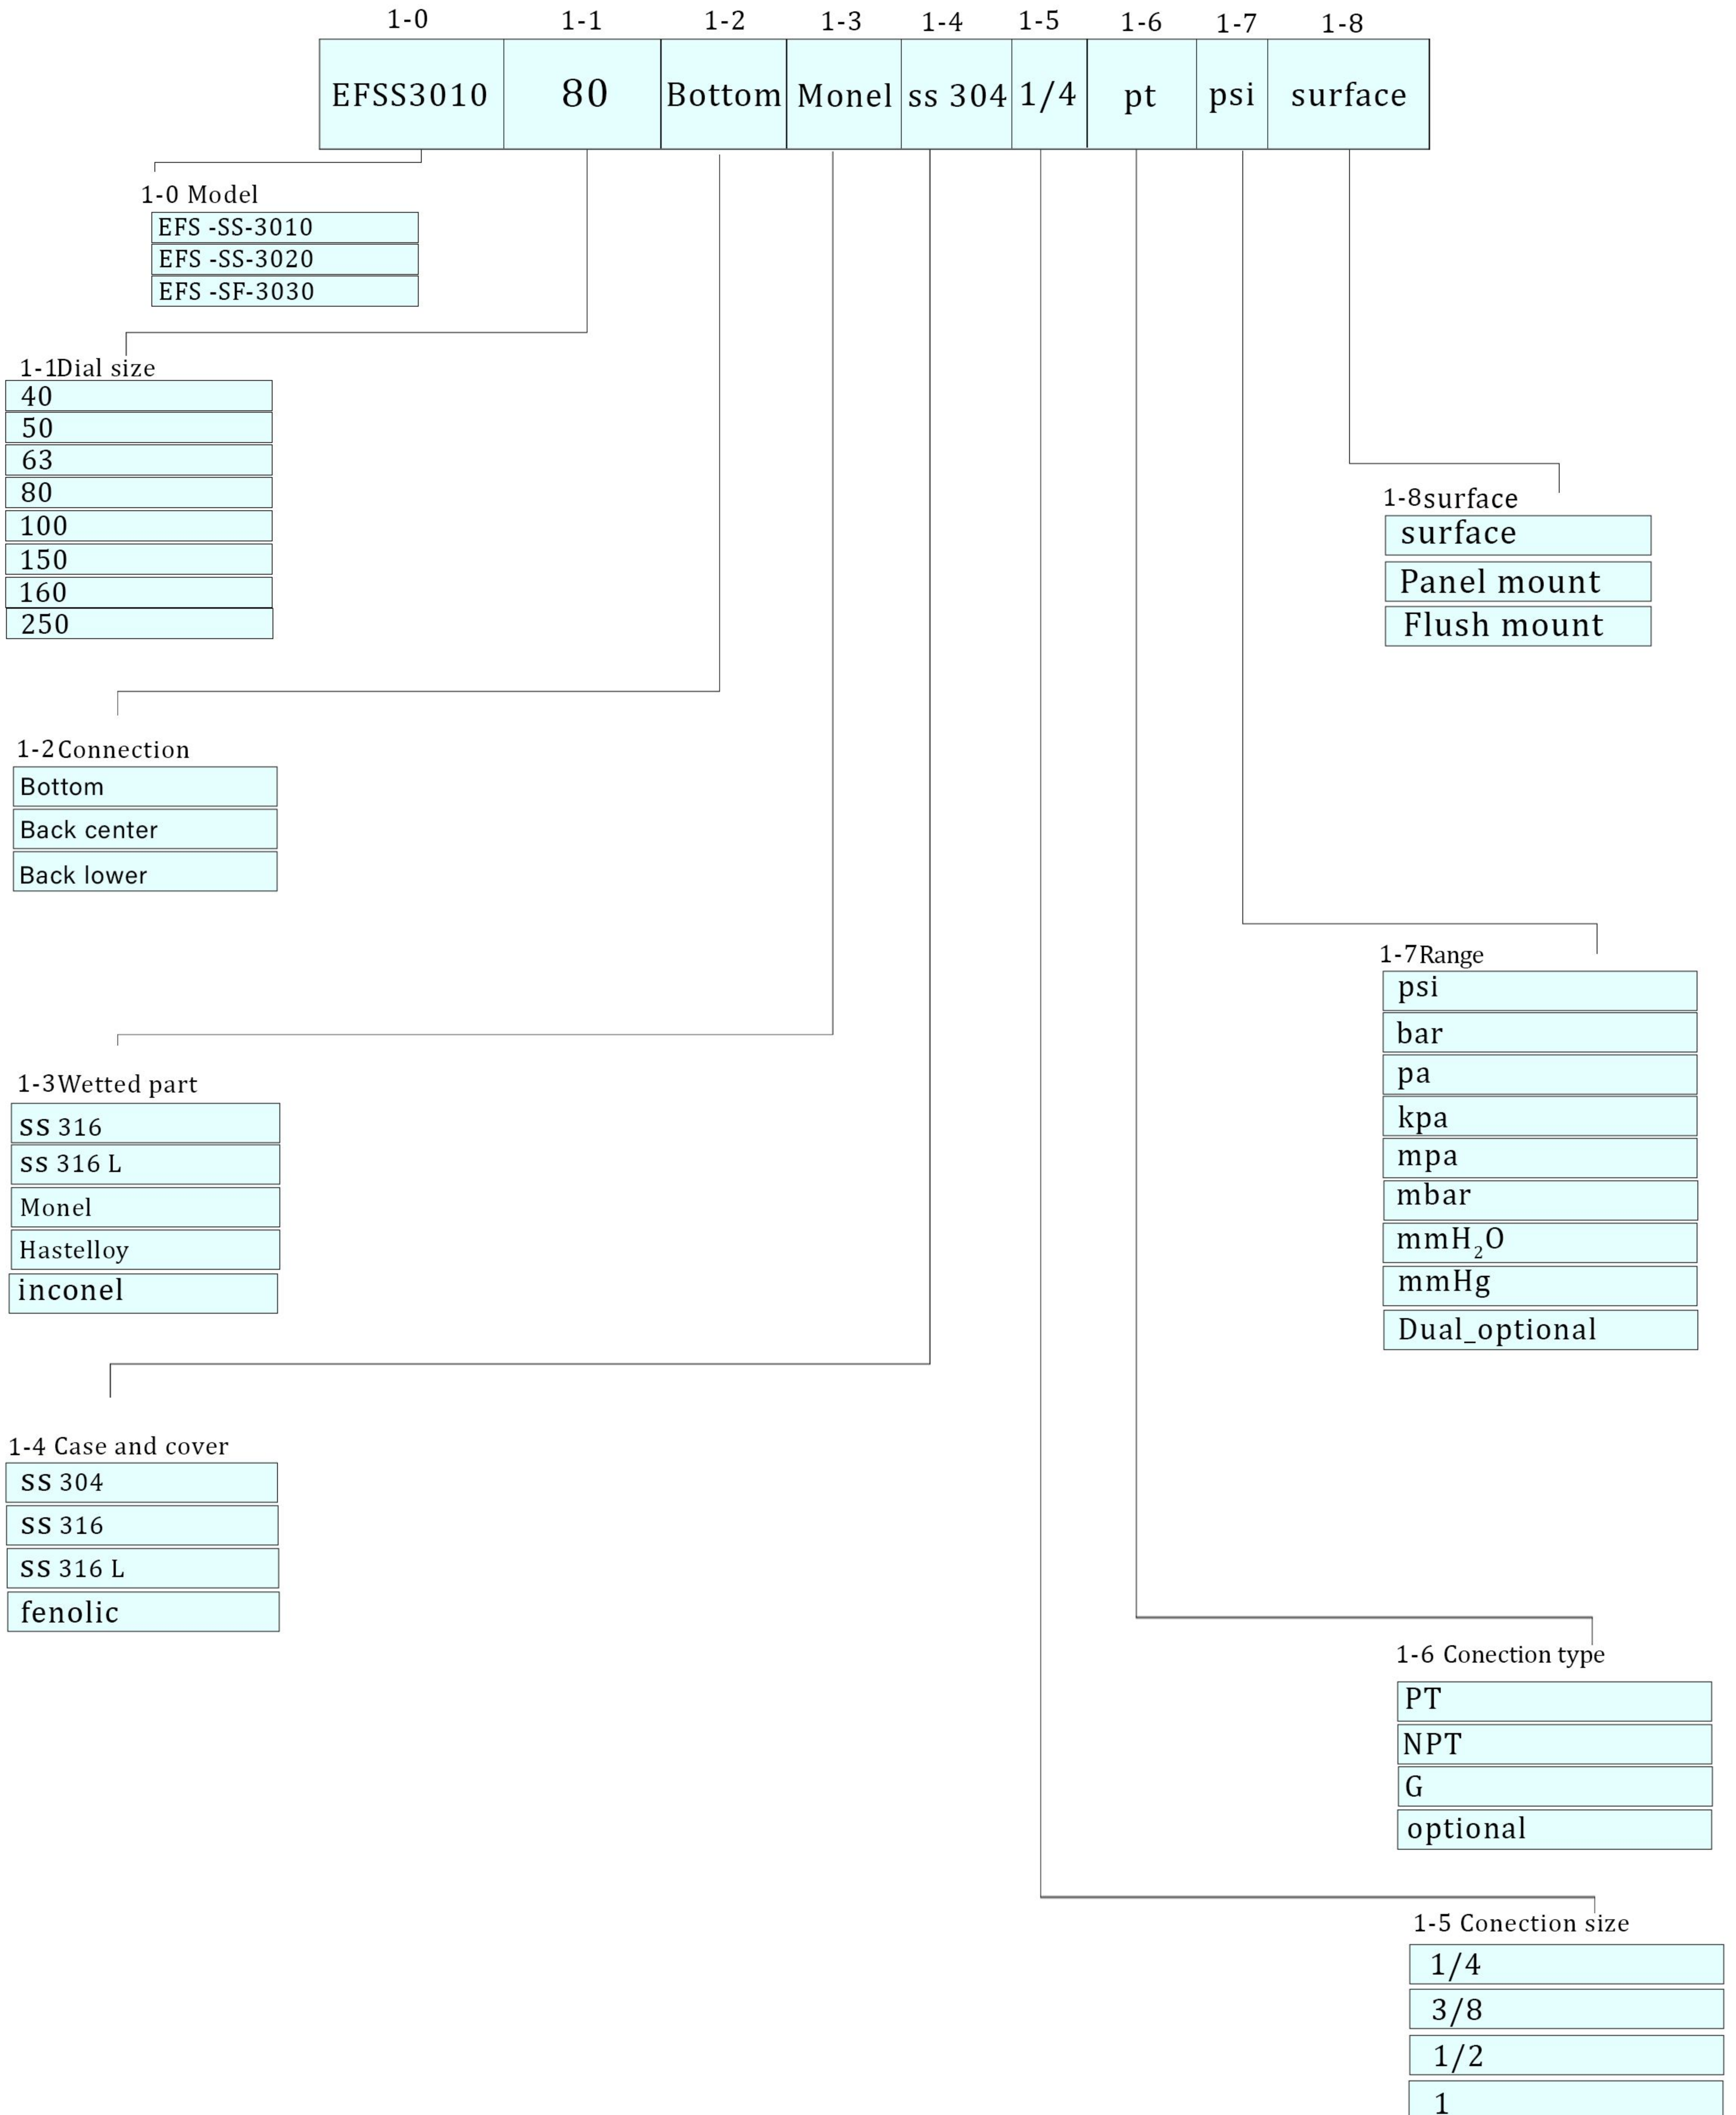 1-0 1-1 1-2 1-3 1-4 1-5 1-6 1-7 1-8
EFSS3010 80 Bottom Monel ss 304 1/4 pt psi surface
1-0 Model
EFS -SS-3010
EFS -SS-3020
EFS -SF-3030
1-1Dial size
40
50
63
80
100
150
160
250
1-8surface
surface
Panel mount
Flush mount
1-2Connection
Bottom
Back center
Back lower
1-7Range
psi
bar
pa
kpa
mpa
mbar
mmH₂O
mmHg
Dual_optional
1-3Wetted part
ss 316
ss 316 L
Monel
Hastelloy
inconel
1-4 Case and cover
ss 304
ss 316
ss 316 L
fenolic
1-6 Conection type
PT
NPT
G
optional
1-5 Conection size
1/4
3/8
1/2
1